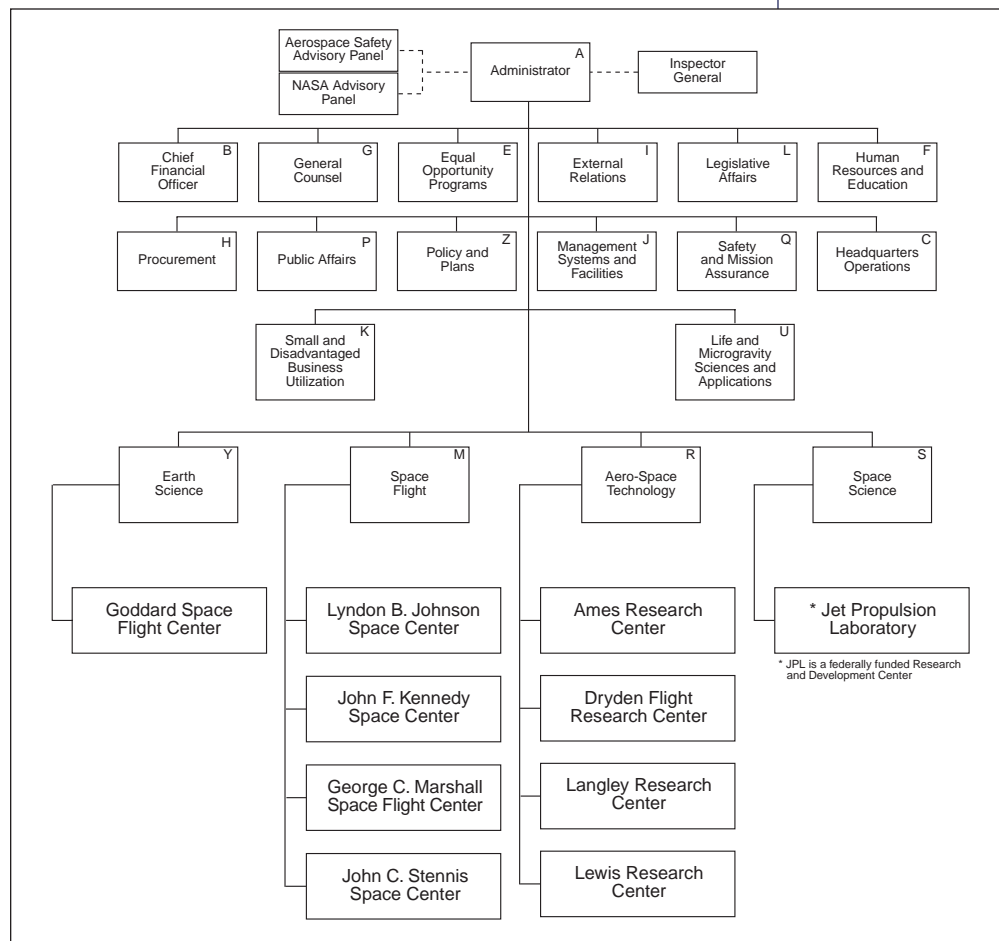 Aerospace Safety
Advisory Panel
NASA Advisory
Panel
A
Administrator
Inspector
General
B
Chief
Financial
Officer
G
General
Counsel
E
Equal
Opportunity
Programs
I
External
Relations
L
Legislative
Affairs
F
Human
Resources and
Education
H
Procurement
P
Public Affairs
Z
Policy and
Plans
J
Management
Systems and
Facilities
Q
Safety
and Mission
Assurance
C
Headquarters
Operations
K
Small and
Disadvantaged
Business
Utilization
U
Life and
Microgravity
Sciences and
Applications
Y
Earth
Science
M
Space
Flight
R
Aero-Space
Technology
S
Space
Science
Goddard Space
Flight Center
Lyndon B. Johnson
Space Center
John F. Kennedy
Space Center
George C. Marshall
Space Flight Center
John C. Stennis
Space Center
Ames Research
Center
Dryden Flight
Research Center
Langley Research
Center
Lewis Research
Center
* Jet Propulsion
Laboratory
* JPL is a federally funded Research
and Development Center